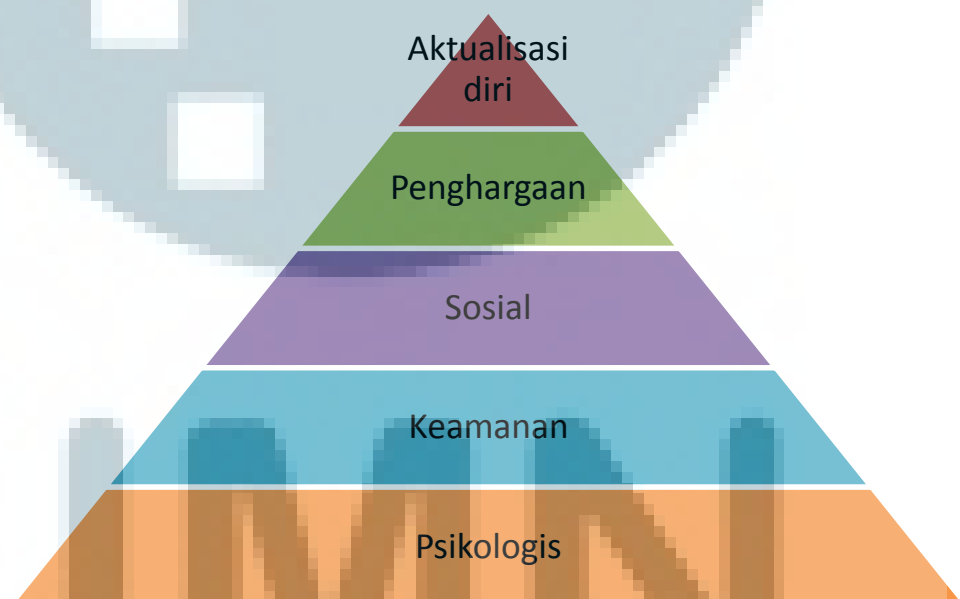 Aktualisasi
diri
Penghargaan
Sosial
Keamanan
Psikologis